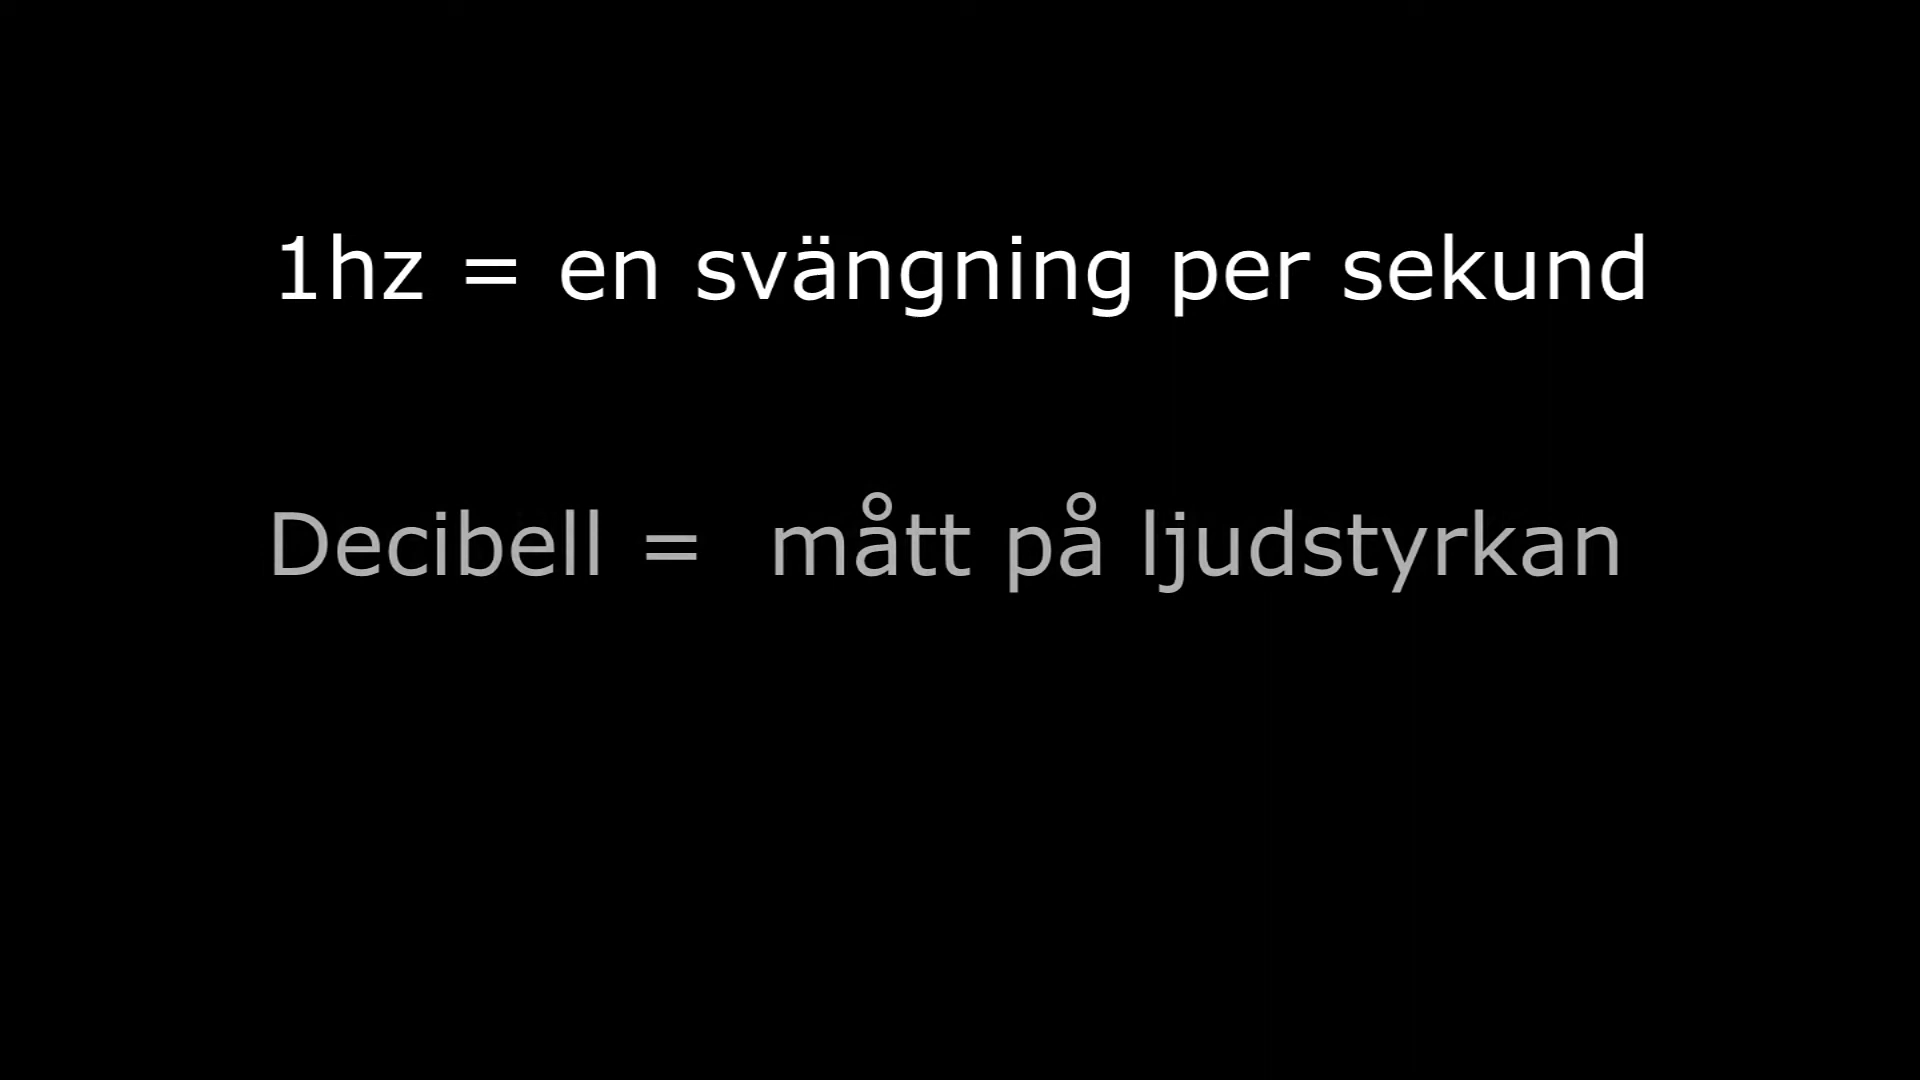 1hz = en svängning per sekund
Decibell =  mått på ljudstyrkan